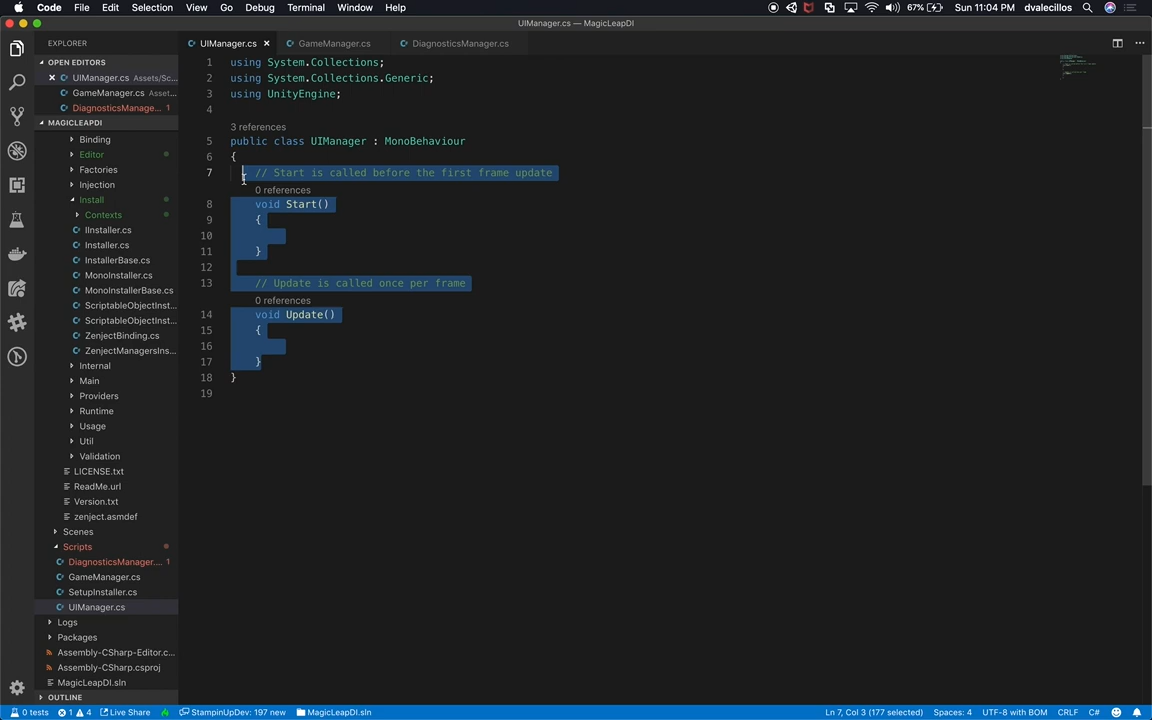 Code File Edit Selection View Go Debug Terminal Window Help 67% Sun 11:04 PM dvalecillos
UIManager.cs — MagicLeapDI
EXPLORER
UIManager.cs × GameManager.cs DiagnosticsManager.cs
OPEN EDITORS
× UIManager.cs Assets/Sc...
GameManager.cs Asset...
DiagnosticsManage... 1
MAGICLEAPDI
Binding
Editor
Factories
Injection
Install
Contexts
IInstaller.cs
Installer.cs
InstallerBase.cs
MonoInstaller.cs
MonoInstallerBase.cs
ScriptableObjectInst...
ScriptableObjectInst...
ZenjectBinding.cs
ZenjectManagersIns...
Internal
Main
Providers
Runtime
Usage
Util
Validation
LICENSE.txt
ReadMe.url
Version.txt
zenject.asmdef
Scenes
Scripts
DiagnosticsManager.... 1
GameManager.cs
SetupInstaller.cs
UIManager.cs
Logs
Packages
Assembly-CSharp-Editor.c...
Assembly-CSharp.csproj
MagicLeapDI.sln
OUTLINE
1 using System.Collections;
2 using System.Collections.Generic;
3 using UnityEngine;
4
3 references
5 public class UIManager : MonoBehaviour
6 {
7 // Start is called before the first frame update
0 references
8 void Start()
9 {
10
11 }
12
13 // Update is called once per frame
0 references
14 void Update()
15 {
16
17 }
18 }
19
0 tests 1 4 Live Share StampinUpDev: 197 new MagicLeapDI.sln Ln 7, Col 3 (177 selected) Spaces: 4 UTF-8 with BOM CRLF C#